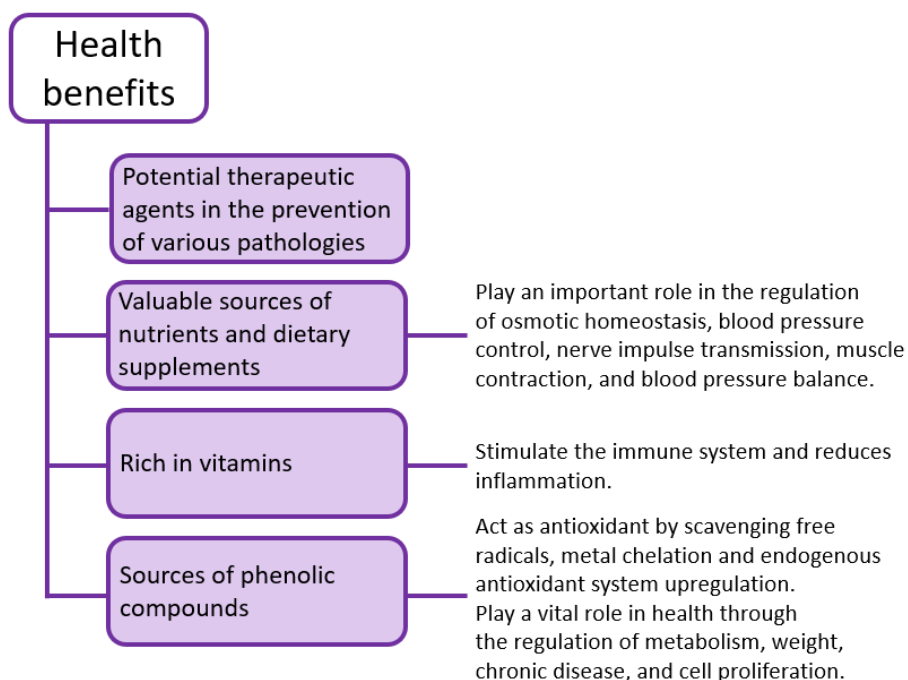 Health
benefits
Potential therapeutic
agents in the prevention
of various pathologies
Valuable sources of
nutrients and dietary
supplements
Play an important role in the regulation
of osmotic homeostasis, blood pressure
control, nerve impulse transmission, muscle
contraction, and blood pressure balance.
Rich in vitamins
Stimulate the immune system and reduces
inflammation.
Sources of phenolic
compounds
Act as antioxidant by scavenging free
radicals, metal chelation and endogenous
antioxidant system upregulation.
Play a vital role in health through
the regulation of metabolism, weight,
chronic disease, and cell proliferation.